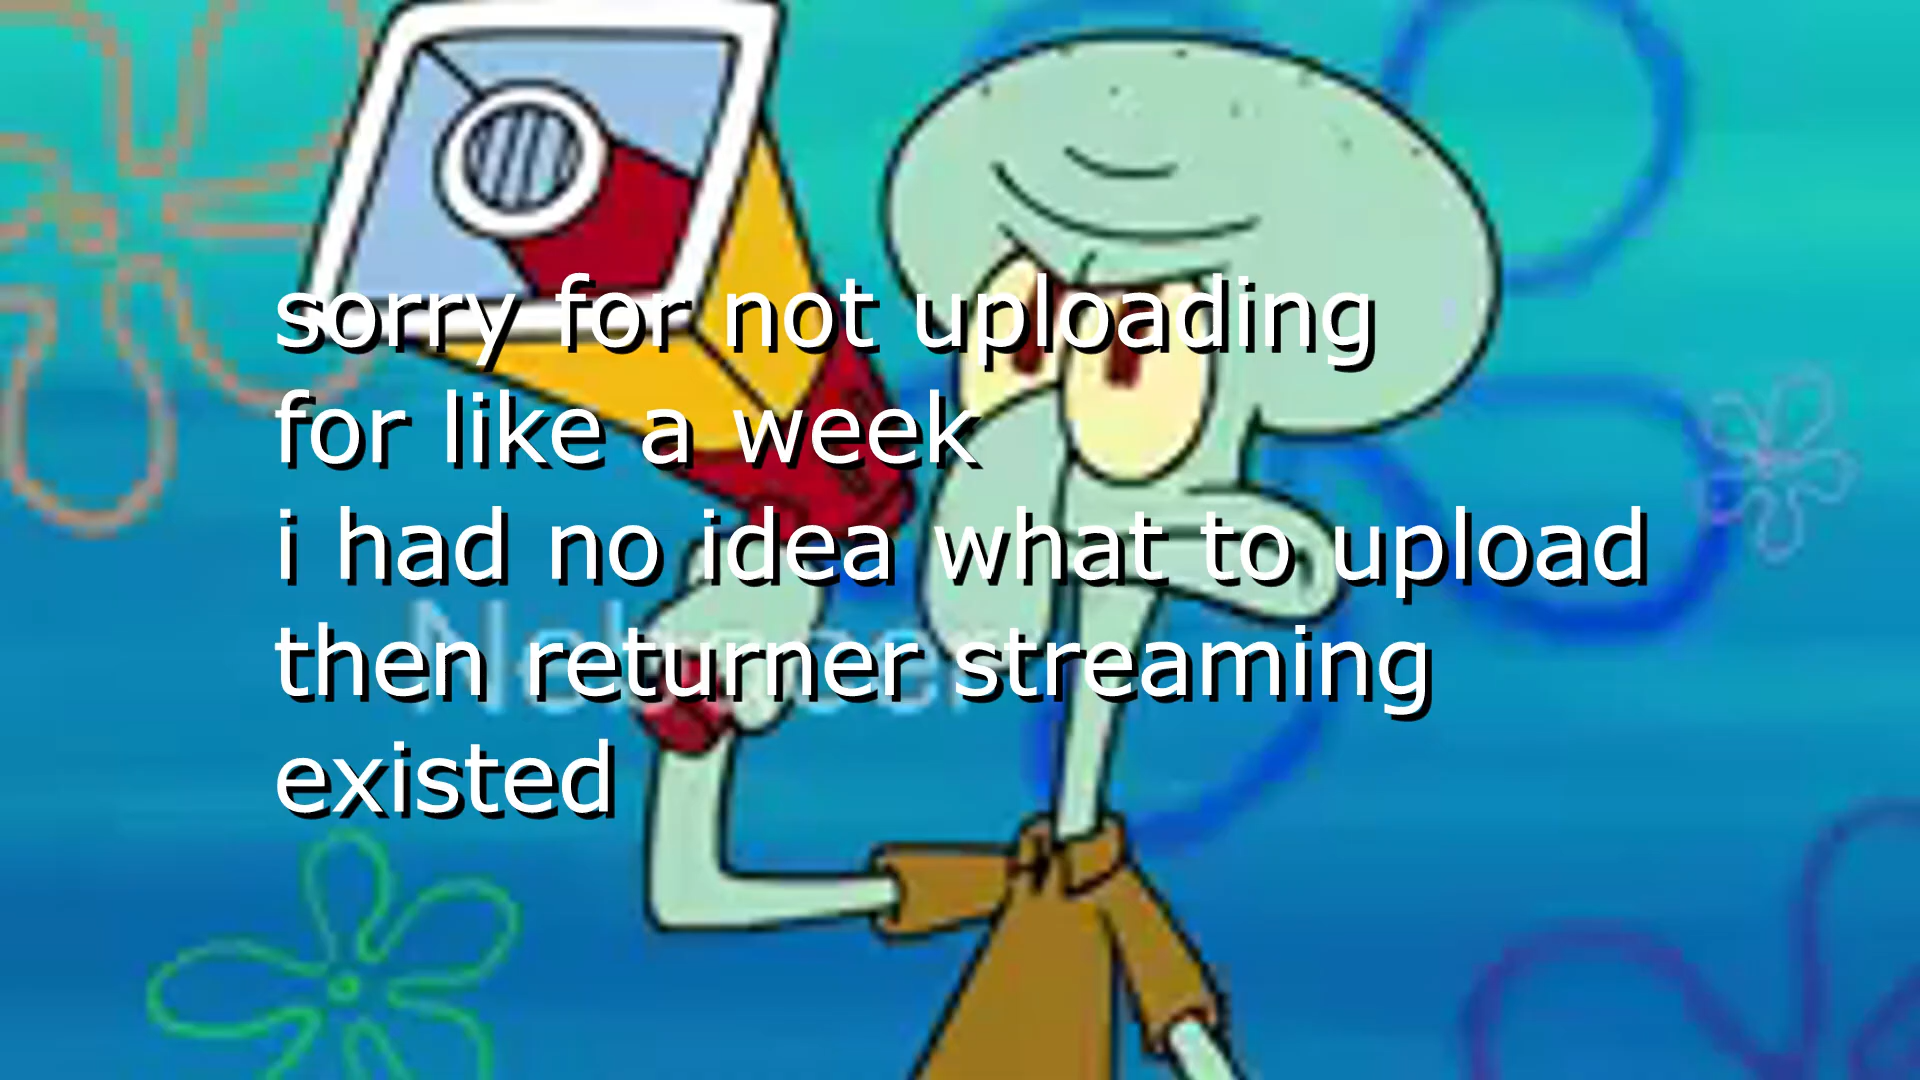 sorry for not uploading
for like a week
i had no idea what to upload
then returner streaming
existed